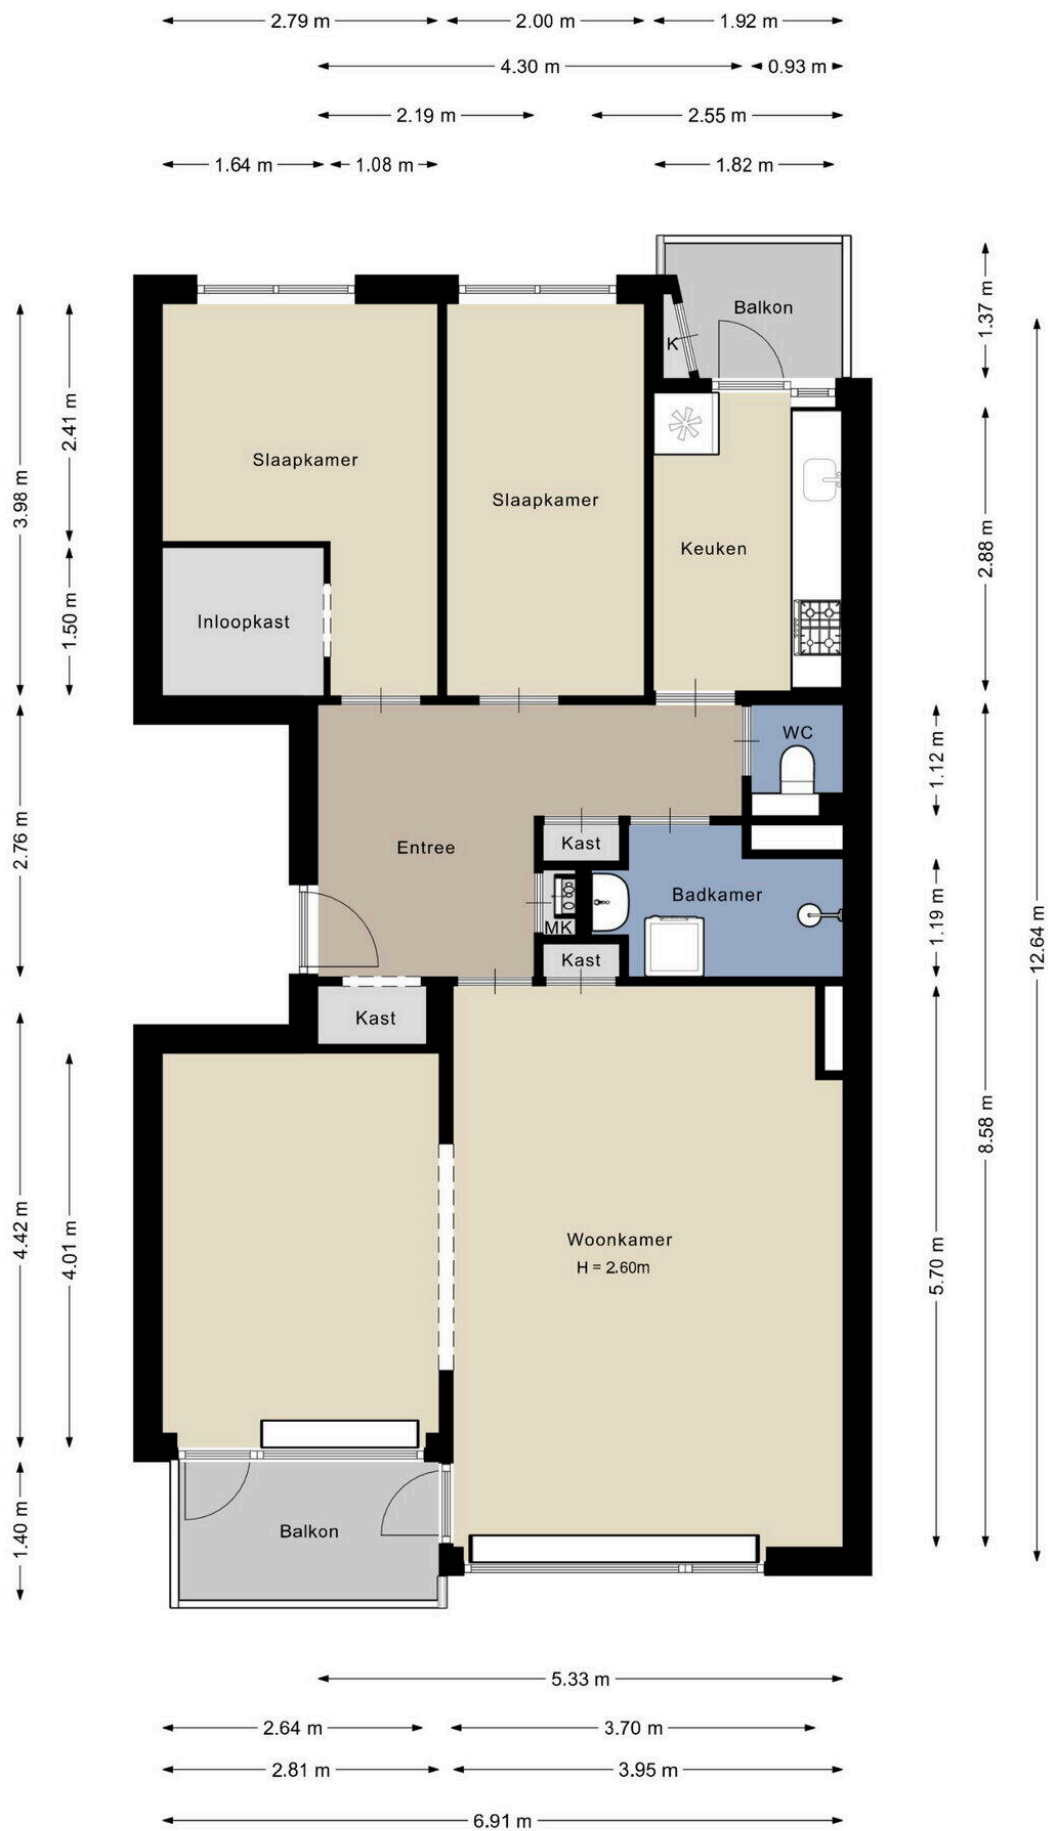 2.79 m
2.00 m
1.92 m
4.30 m
0.93 m
2.19 m
2.55 m
1.64 m
1.08 m
1.82 m
Balkon
K
1.37 m
2.41 m
3.98 m
Slaapkamer
Slaapkamer
Keuken
2.88 m
Inloopkast
1.50 m
WC
1.12 m
2.76 m
Entree
Kast
Badkamer
MK
Kast
1.19 m
12.64 m
Kast
8.58 m
4.42 m
4.01 m
Woonkamer
H = 2.60m
5.70 m
1.40 m
Balkon
5.33 m
2.64 m
3.70 m
2.81 m
3.95 m
6.91 m